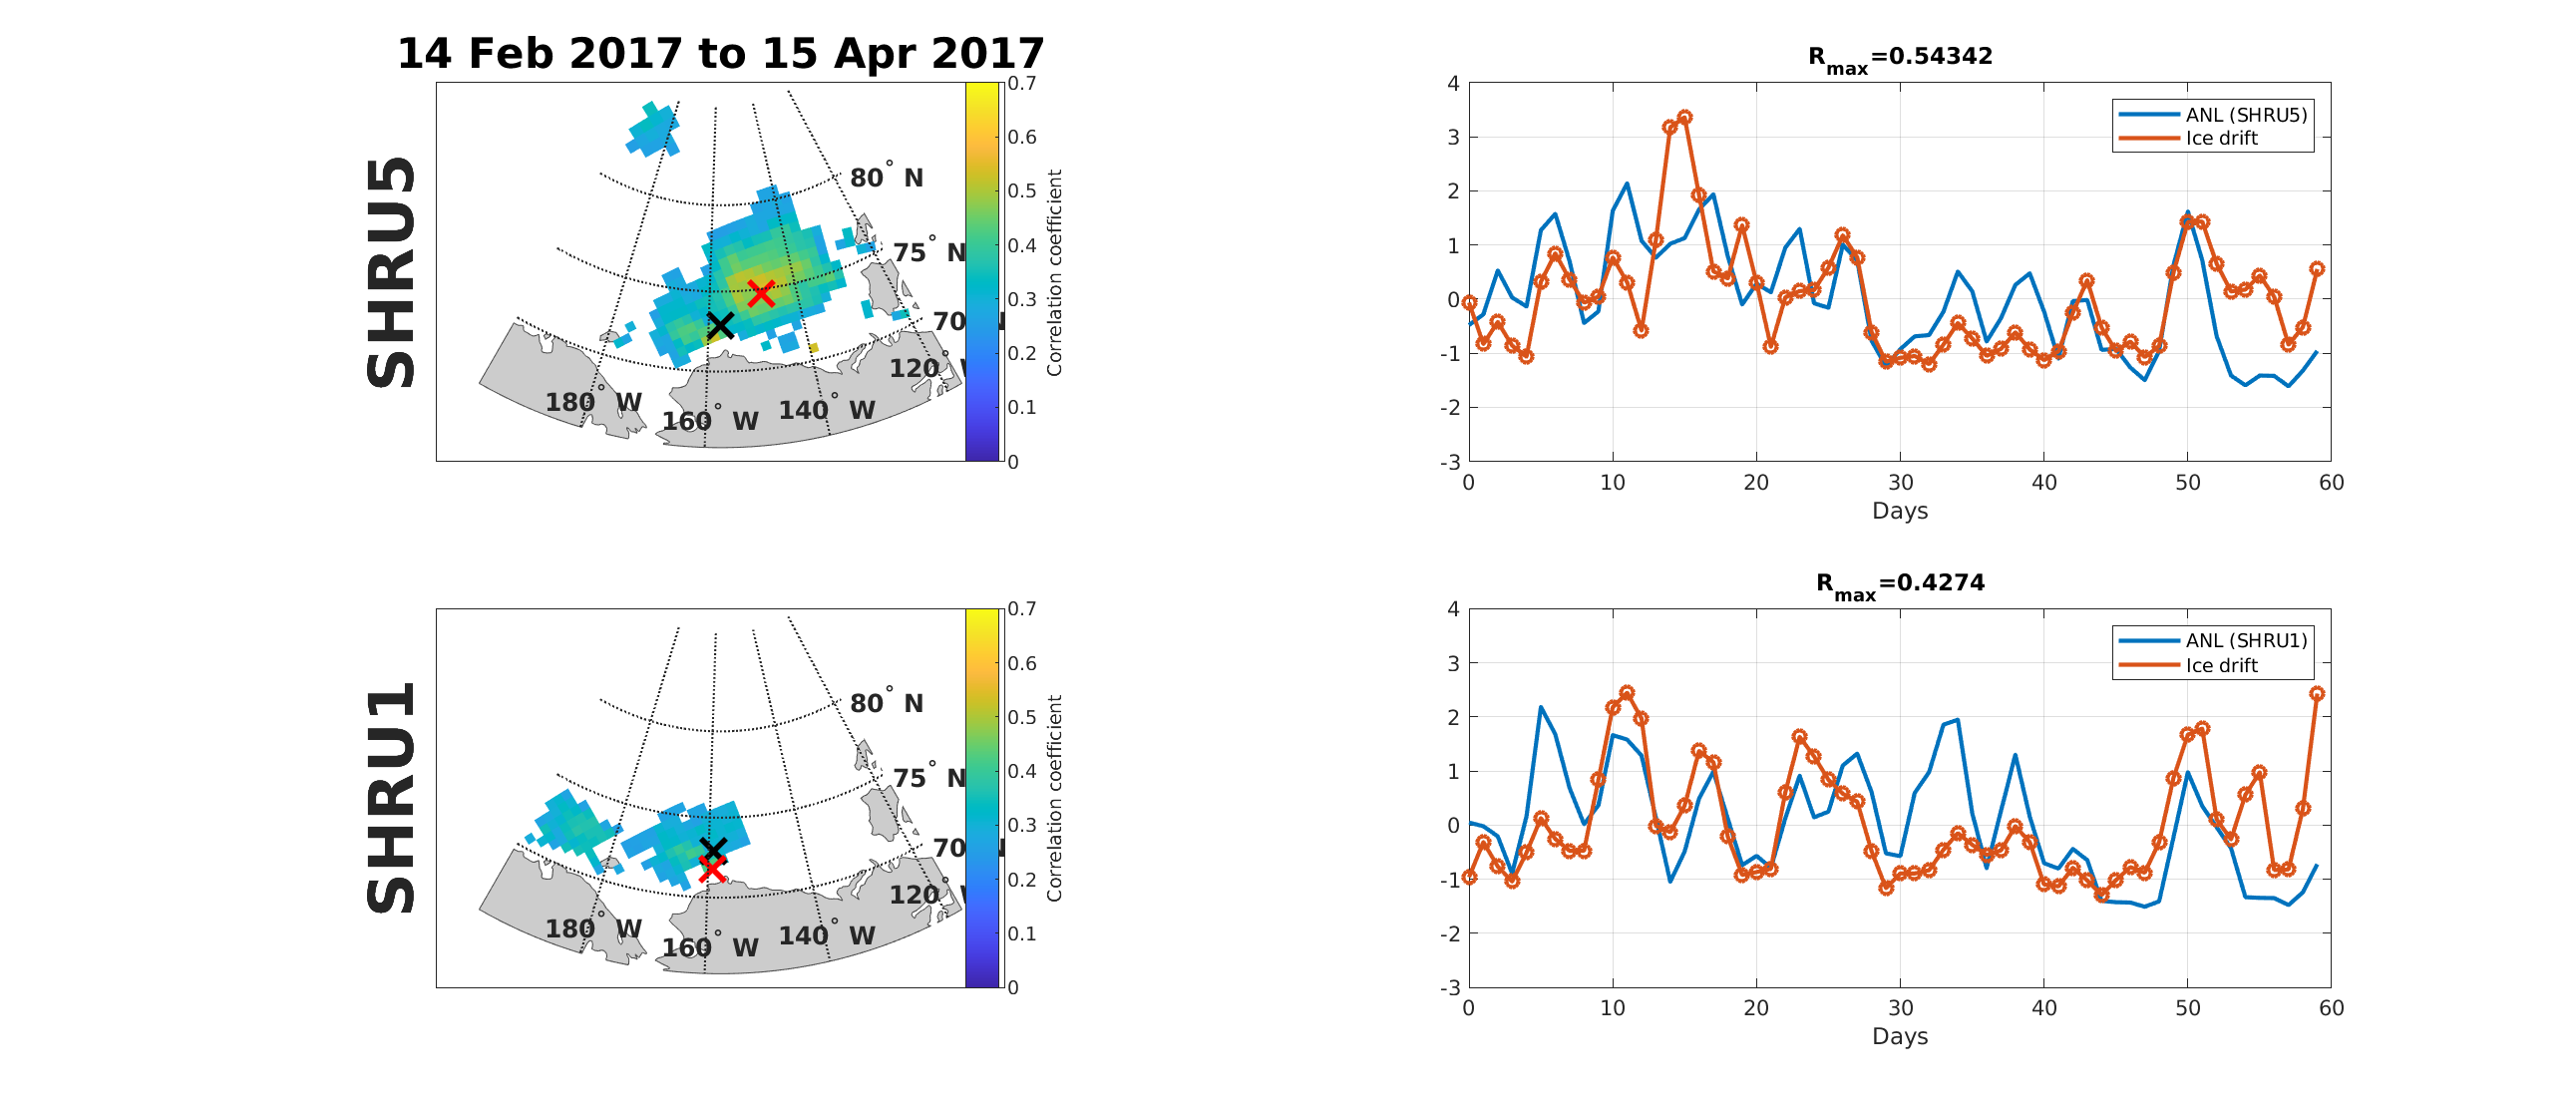 14 Feb 2017 to 15 Apr 2017
SHRU5
80° N
75° N
70
120°
180° W
160° W
140° W
0.7
0.6
0.5
0.4
0.3
0.2
0.1
0
Correlation coefficient
Rmax=0.54342
ANL (SHRU5)
Ice drift
4
3
2
1
0
-1
-2
-3
0 10 20 30 40 50 60
Days
SHRU1
80° N
75° N
70
120°
180° W
160° W
140° W
0.7
0.6
0.5
0.4
0.3
0.2
0.1
0
Correlation coefficient
Rmax=0.4274
ANL (SHRU1)
Ice drift
4
3
2
1
0
-1
-2
-3
0 10 20 30 40 50 60
Days